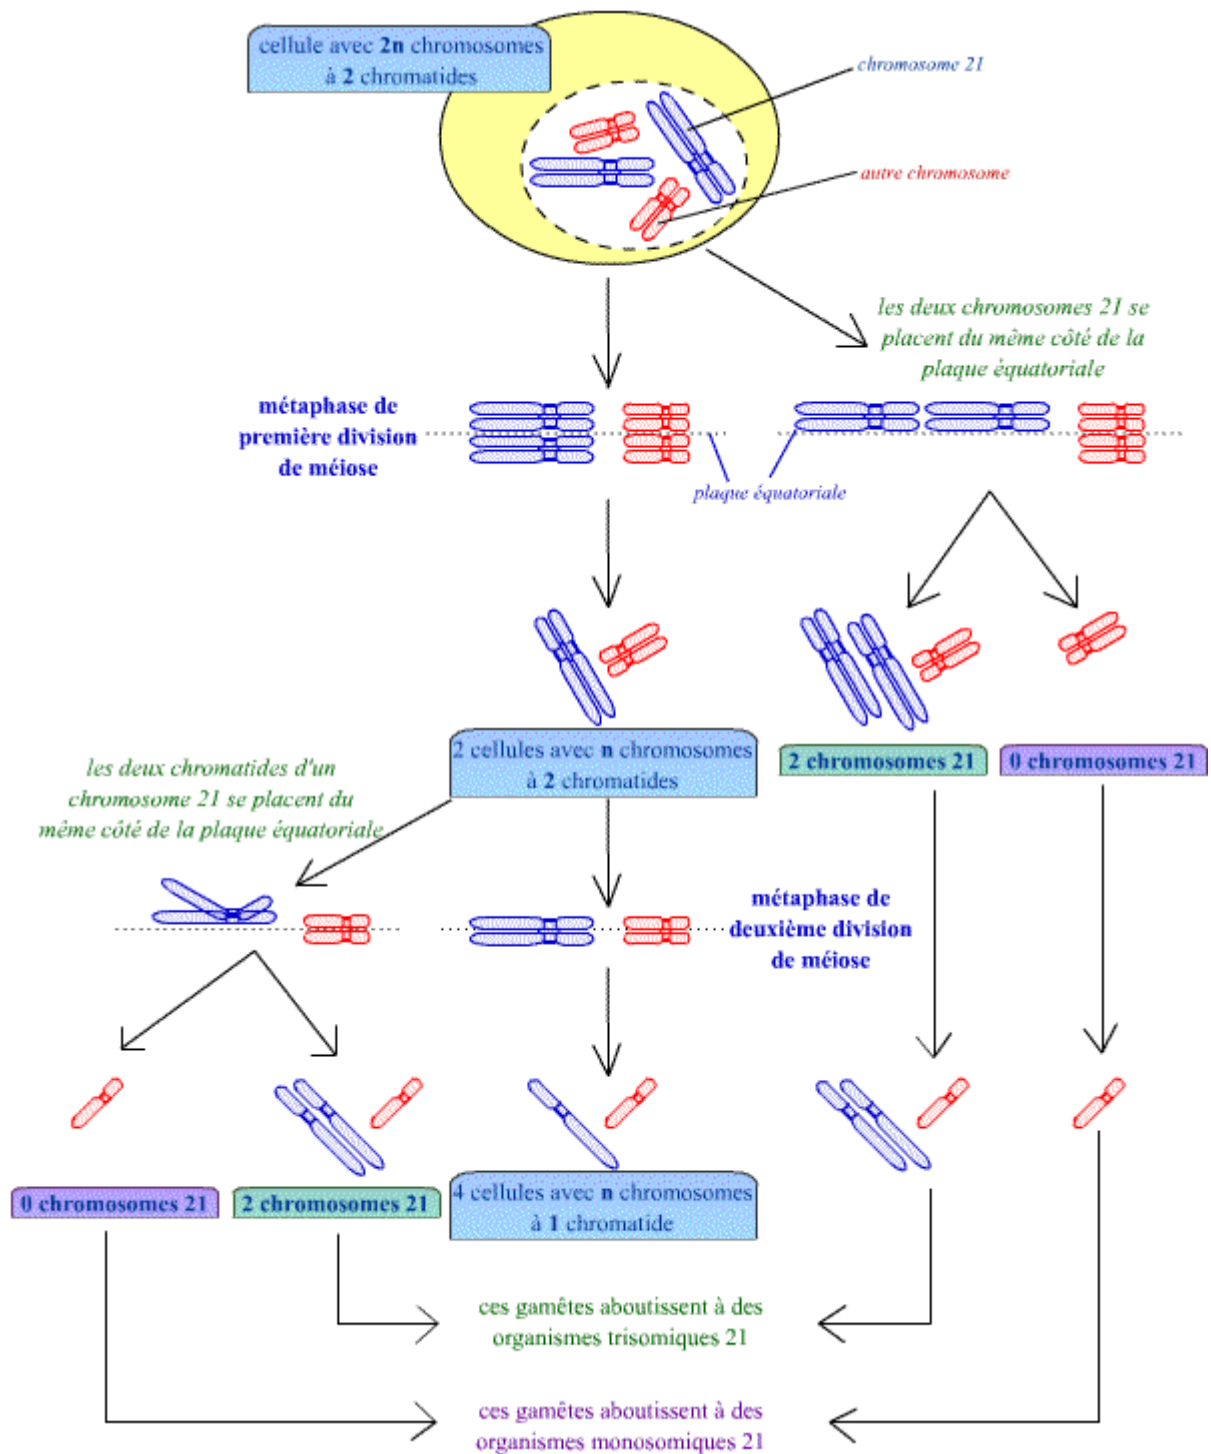 cellule avec 2n chromosomes
à 2 chromatides
chromosome 21
autre chromosome
les deux chromosomes 21 se
placent du même côté de la
plaque équatoriale
métaphase de
première division
de méiose
plaque équatoriale
2 cellules avec n chromosomes
à 2 chromatides
2 chromosomes 21
0 chromosomes 21
les deux chromatides d'un
chromosome 21 se placent du
même côté de la plaque équatoriale
métaphase de
deuxième division
de méiose
0 chromosomes 21
2 chromosomes 21
4 cellules avec n chromosomes
à 1 chromatide
ces gamêtes aboutissent à des
organismes trisomiques 21
ces gamêtes aboutissent à des
organismes monosomiques 21